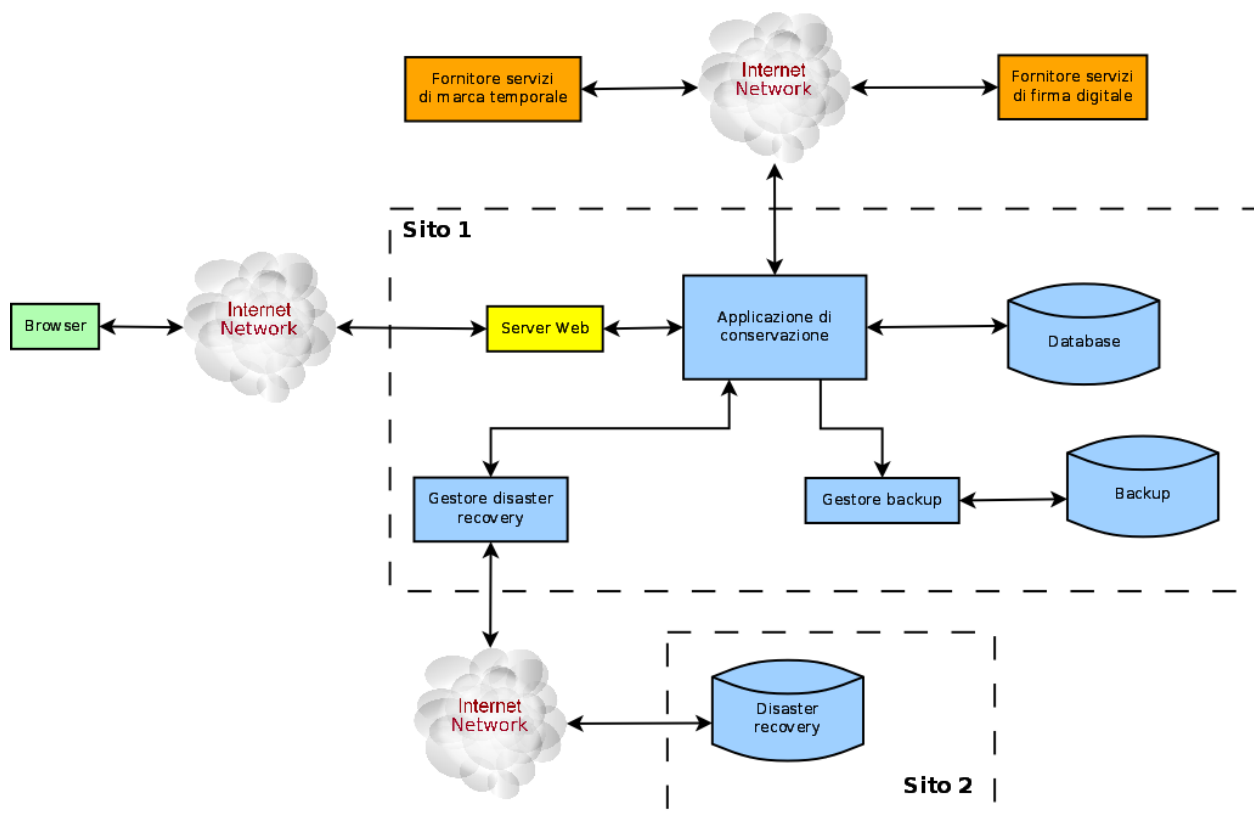 Fornitore servizi
di marca temporale
Internet
Network
Fornitore servizi
di firma digitale
Sito 1
Browser
Internet
Network
Server Web
Applicazione di
conservazione
Database
Gestore disaster
recovery
Gestore backup
Backup
Internet
Network
Disaster
recovery
Sito 2